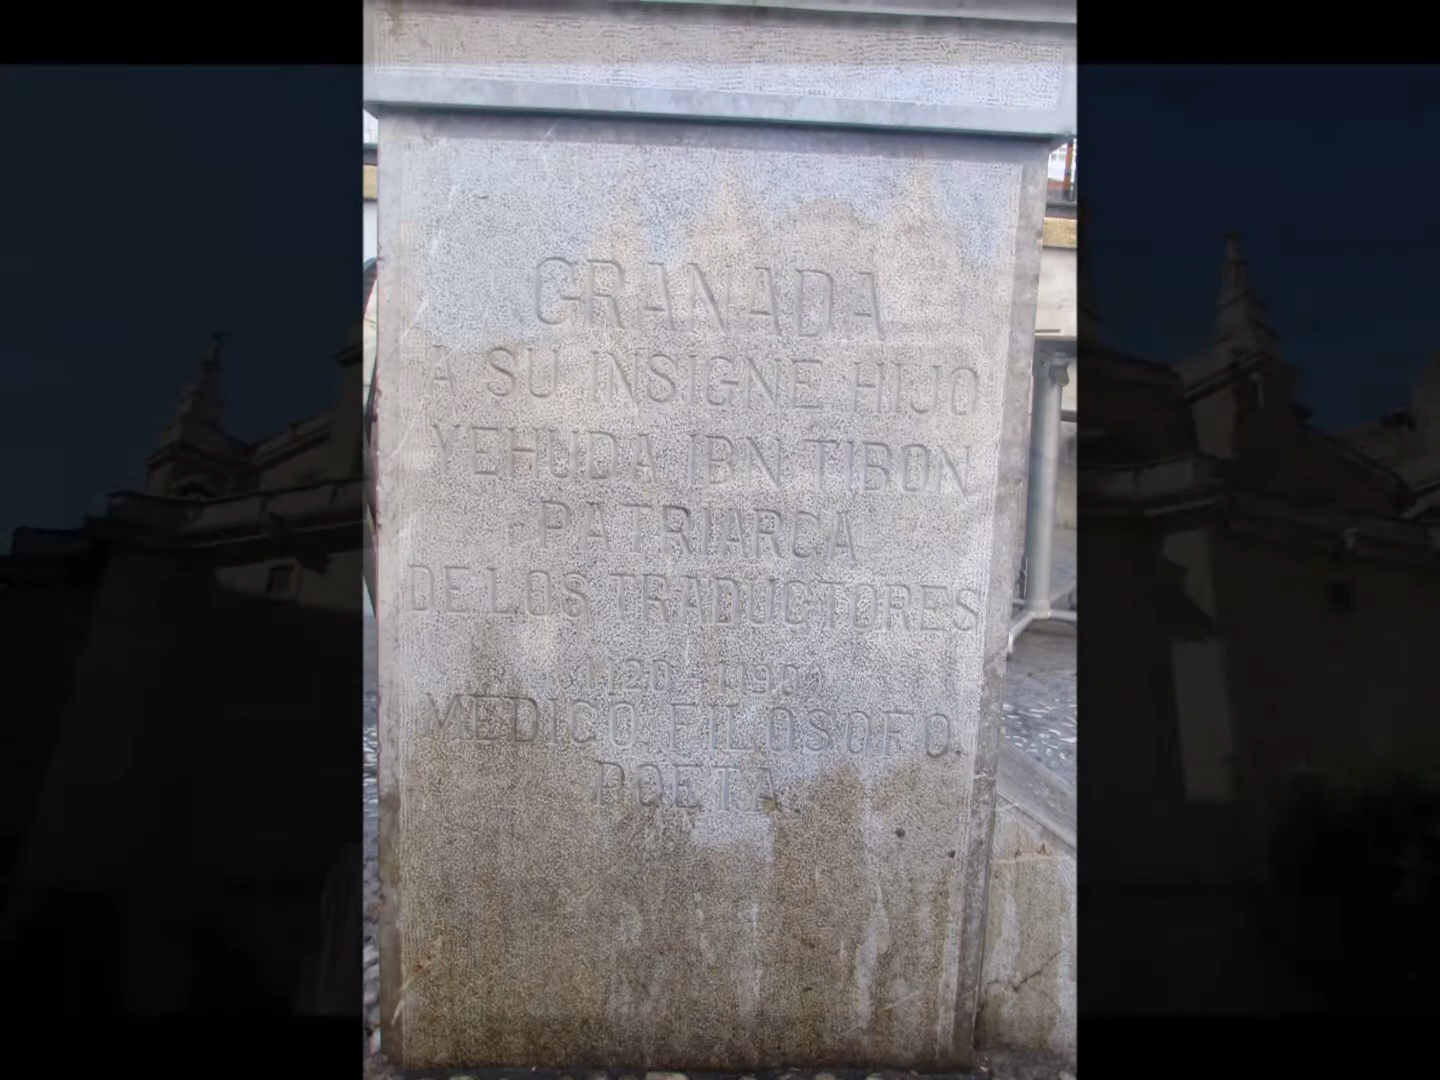 GRANADA
A SU INSIGNE HIJO
YEHUDA IBN TIBON
PATRIARCA
DE LOS TRADUCTORES
1120-1190
MEDICO. FILOSOFO.
POETA.